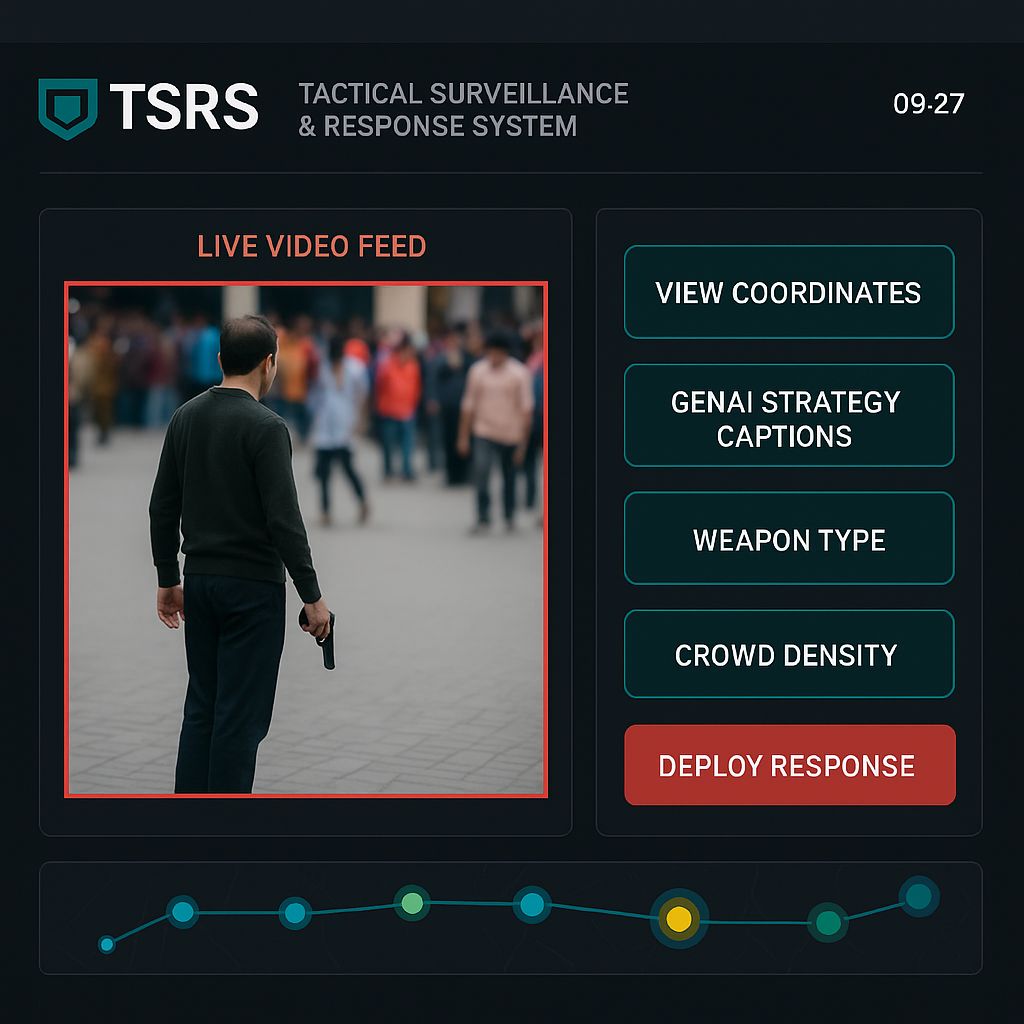 TSRS
TACTICAL SURVEILLANCE
& RESPONSE SYSTEM
09-27
LIVE VIDEO FEED
VIEW COORDINATES
GENAI STRATEGY
CAPTIONS
WEAPON TYPE
CROWD DENSITY
DEPLOY RESPONSE